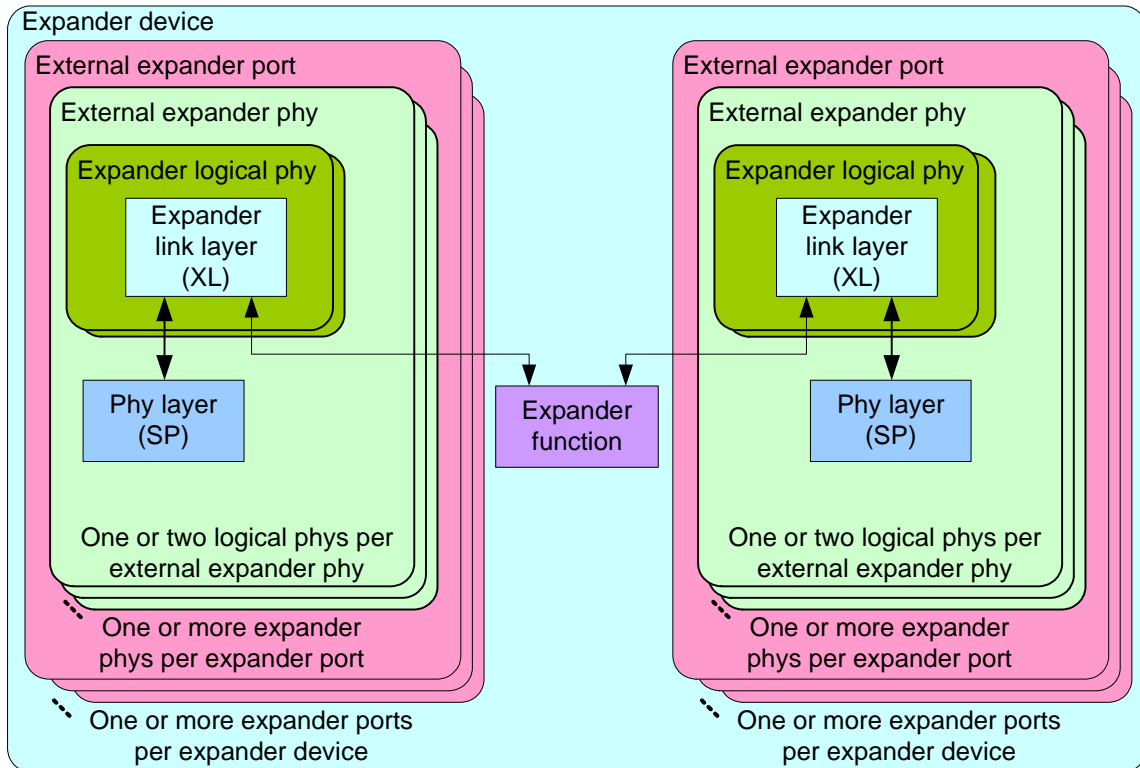 Expander device
External expander port
External expander phy
Expander logical phy
Expander
link layer
(XL)
Phy layer
(SP)
One or two logical phys per
external expander phy
One or more expander
phys per expander port
One or more expander ports
per expander device
Expander
function
External expander port
External expander phy
Expander logical phy
Expander
link layer
(XL)
Phy layer
(SP)
One or two logical phys per
external expander phy
One or more expander
phys per expander port
One or more expander ports
per expander device